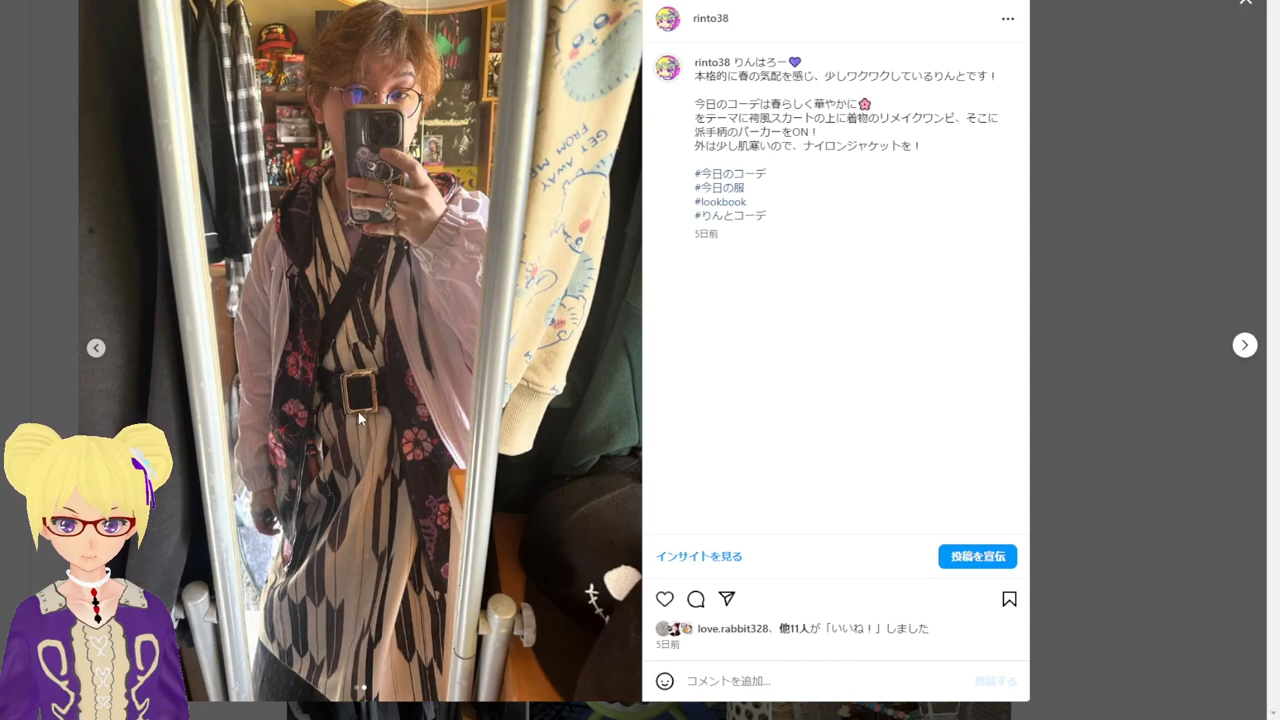 rinto38
rinto38 りんはろー💜
本格的に春の気配を感じ、少しワクワクしているりんとです！
今日のコーデは春らしく華やかに🌸
をテーマに袴風スカートの上に着物のリメイクワンピ、そこに
派手柄のパーカーをON！
外は少し肌寒いので、ナイロンジャケットを！
#今日のコーデ
#今日の服
#lookbook
#りんとコーデ
5日前
GET AWAY
FROM ME
インサイトを見る
投稿を宣伝
love.rabbit328、他11人が「いいね！」しました
5日前
コメントを追加...
投稿する